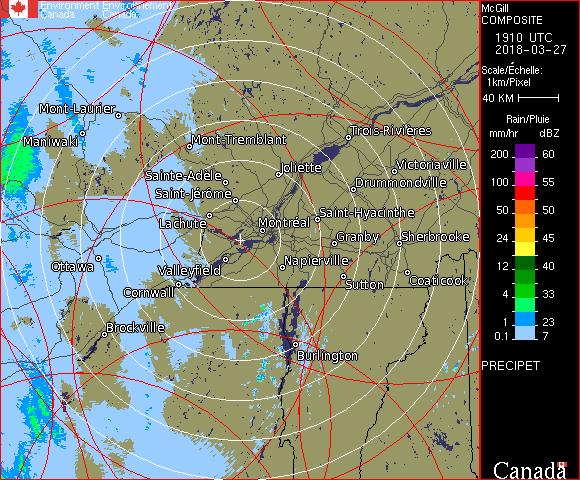 Environment Environnement
Canada Canada
McGill
COMPOSITE
1910 UTC
2018-03-27
Scale/Échelle:
1km/Pixel
40 KM
Rain/Pluie
mm/hr dBZ
200 60
100 55
50 50
24 45
12 40
4 33
1 23
0.1 7
PRECIPET
Canada
Mont-Laurier
Maniwaki
Mont-Tremblant
Trois-Rivières
Joliette
Victoriaville
Sainte-Adèle
Drummondville
Saint-Jérôme
Saint-Hyacinthe
Lachute
Montréal
Granby
Sherbrooke
Ottawa
Valleyfield
Napierville
Sutton
Coaticook
Cornwall
Brockville
Burlington